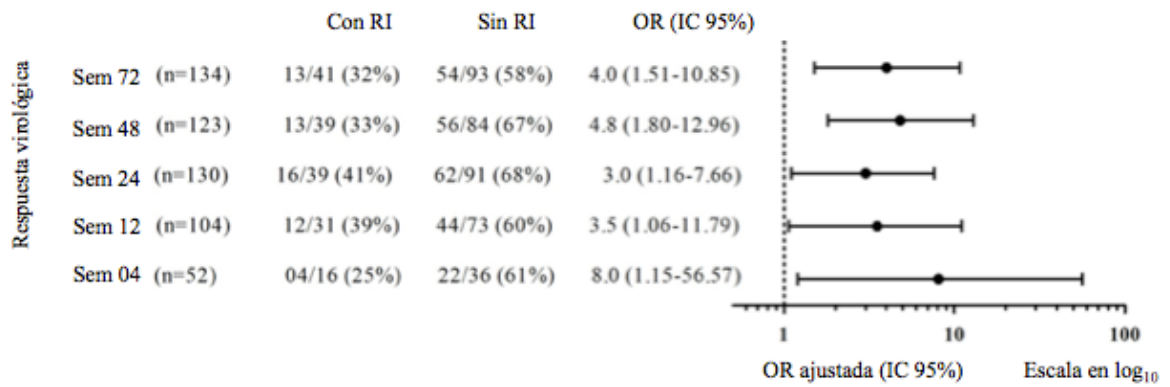 Con RI Sin RI OR (IC 95%)
Respuesta virológica
Sem 72 (n=134) 13/41 (32%) 54/93 (58%) 4.0 (1.51-10.85)
Sem 48 (n=123) 13/39 (33%) 56/84 (67%) 4.8 (1.80-12.96)
Sem 24 (n=130) 16/39 (41%) 62/91 (68%) 3.0 (1.16-7.66)
Sem 12 (n=104) 12/31 (39%) 44/73 (60%) 3.5 (1.06-11.79)
Sem 04 (n=52) 04/16 (25%) 22/36 (61%) 8.0 (1.15-56.57)
1 10 100
OR ajustada (IC 95%) Escala en log10